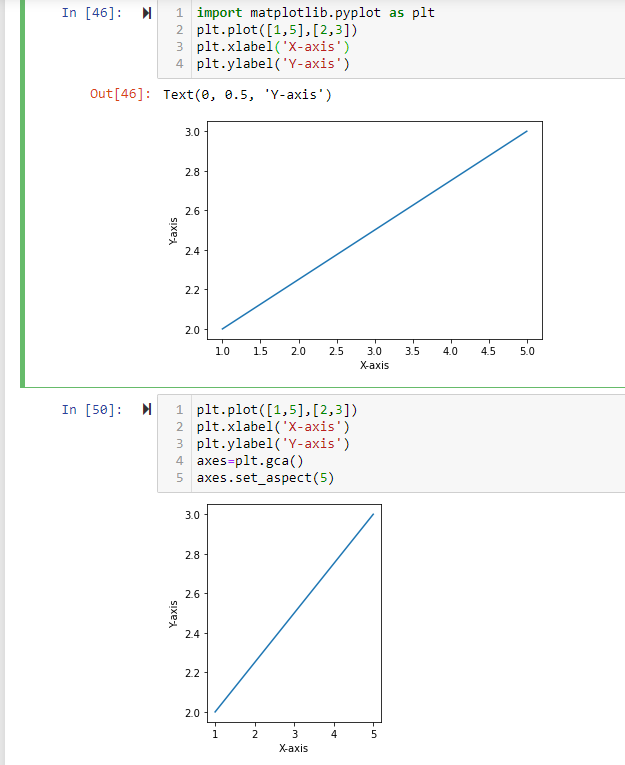 In [46]:
1 import matplotlib.pyplot as plt
2 plt.plot([1,5],[2,3])
3 plt.xlabel('X-axis')
4 plt.ylabel('Y-axis')
Out[46]: Text(0, 0.5, 'Y-axis')
3.0
2.8
2.6
2.4
2.2
2.0
Y-axis
1.0 1.5 2.0 2.5 3.0 3.5 4.0 4.5 5.0
X-axis
In [50]:
1 plt.plot([1,5],[2,3])
2 plt.xlabel('X-axis')
3 plt.ylabel('Y-axis')
4 axes=plt.gca()
5 axes.set_aspect(5)
3.0
2.8
2.6
2.4
2.2
2.0
Y-axis
1 2 3 4 5
X-axis